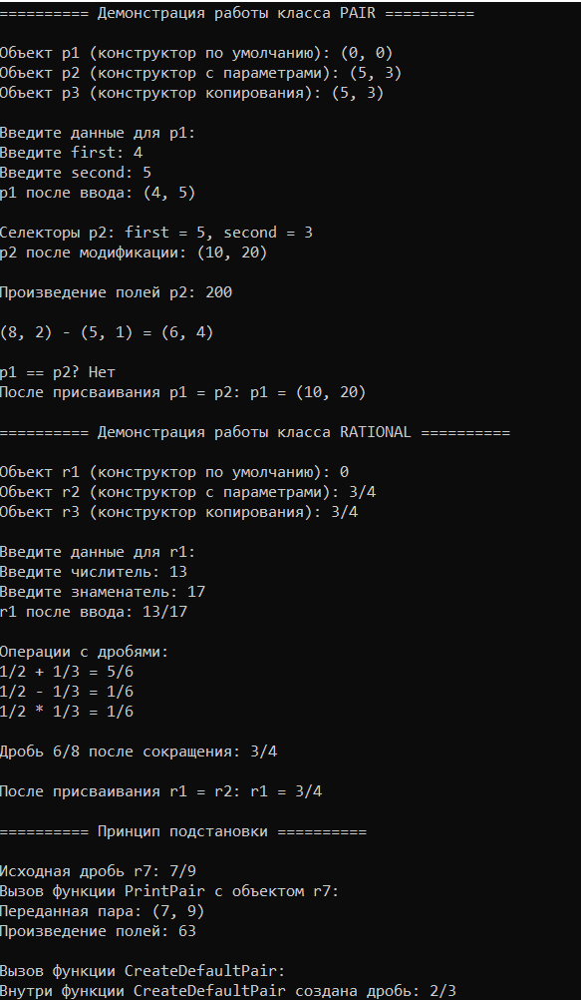 ========== Демонстрация работы класса PAIR ==========
Объект p1 (конструктор по умолчанию): (0, 0)
Объект p2 (конструктор с параметрами): (5, 3)
Объект p3 (конструктор копирования): (5, 3)
Введите данные для p1:
Введите first: 4
Введите second: 5
p1 после ввода: (4, 5)
Селекторы p2: first = 5, second = 3
p2 после модификации: (10, 20)
Произведение полей p2: 200
(8, 2) - (5, 1) = (6, 4)
p1 == p2? Нет
После присваивания p1 = p2: p1 = (10, 20)
========== Демонстрация работы класса RATIONAL ==========
Объект r1 (конструктор по умолчанию): 0
Объект r2 (конструктор с параметрами): 3/4
Объект r3 (конструктор копирования): 3/4
Введите данные для r1:
Введите числитель: 13
Введите знаменатель: 17
r1 после ввода: 13/17
Операции с дробями:
1/2 + 1/3 = 5/6
1/2 - 1/3 = 1/6
1/2 * 1/3 = 1/6
Дробь 6/8 после сокращения: 3/4
После присваивания r1 = r2: r1 = 3/4
========== Принцип подстановки ==========
Исходная дробь r7: 7/9
Вызов функции PrintPair с объектом r7:
Переданная пара: (7, 9)
Произведение полей: 63
Вызов функции CreateDefaultPair:
Внутри функции CreateDefaultPair создана дробь: 2/3